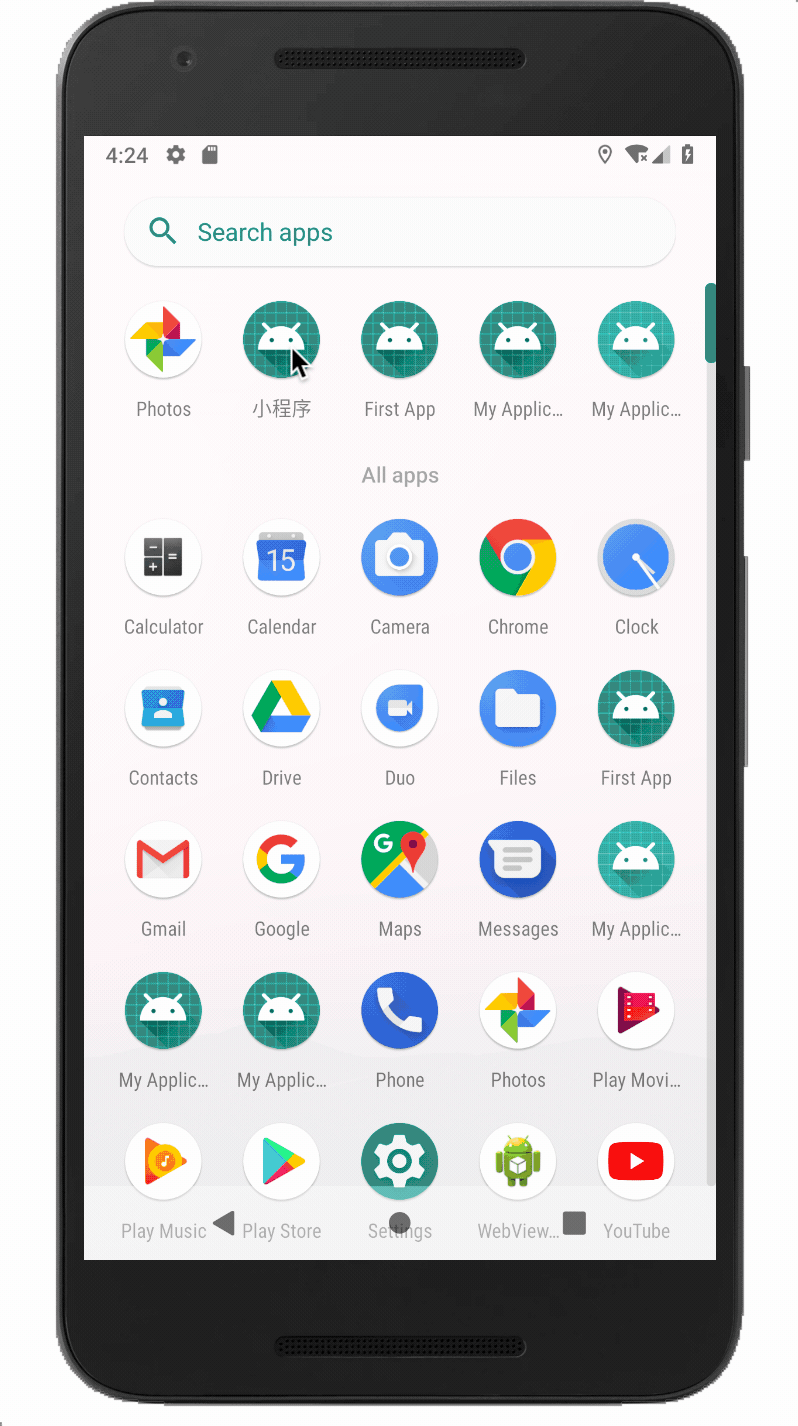 4:24
Search apps
Photos 小程序 First App My Applic… My Applic…
All apps
15
Calculator Calendar Camera Chrome Clock
Contacts Drive Duo Files First App
G
Gmail Google Maps Messages My Applic…
My Applic… My Applic… Phone Photos Play Movi…
Play Music Play Store Settings WebView… YouTube